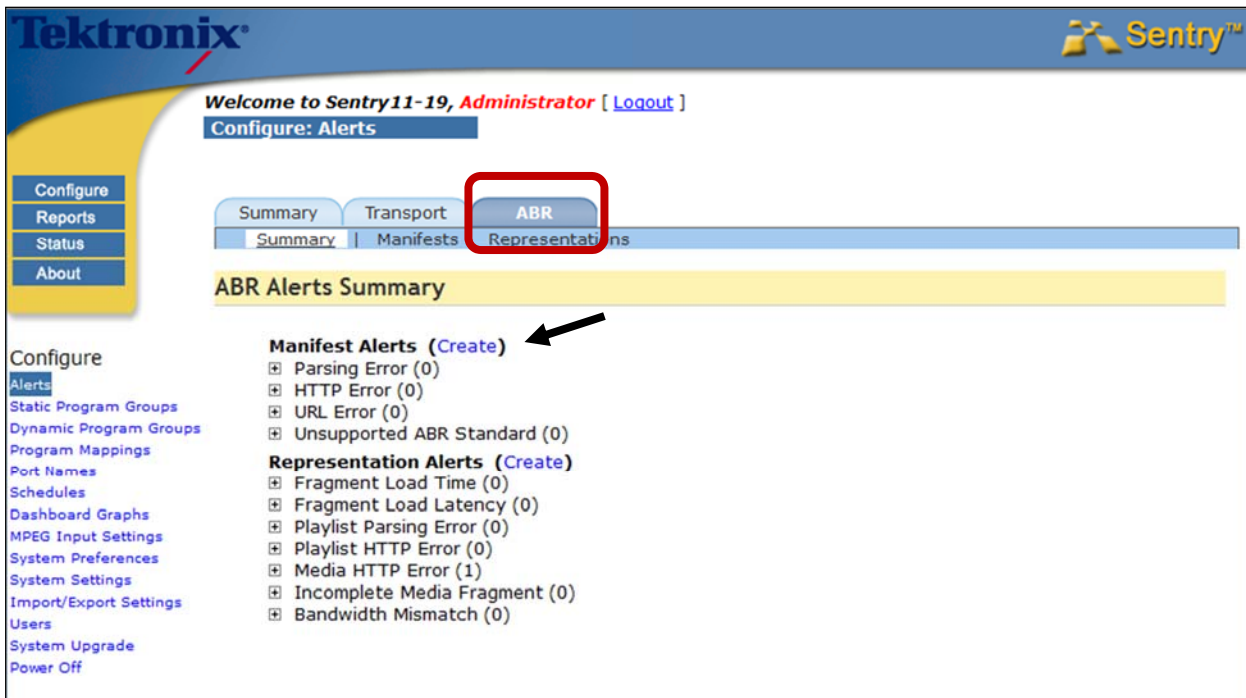 Tektronix®
Sentry™
Welcome to Sentry11-19, Administrator [ Logout ]
Configure: Alerts
Configure
Reports
Status
About
Summary Transport ABR
Summary | Manifests Representations
ABR Alerts Summary
Manifest Alerts (Create)
Parsing Error (0)
HTTP Error (0)
URL Error (0)
Unsupported ABR Standard (0)
Representation Alerts (Create)
Fragment Load Time (0)
Fragment Load Latency (0)
Playlist Parsing Error (0)
Playlist HTTP Error (0)
Media HTTP Error (1)
Incomplete Media Fragment (0)
Bandwidth Mismatch (0)
Configure
Alerts
Static Program Groups
Dynamic Program Groups
Program Mappings
Port Names
Schedules
Dashboard Graphs
MPEG Input Settings
System Preferences
System Settings
Import/Export Settings
Users
System Upgrade
Power Off